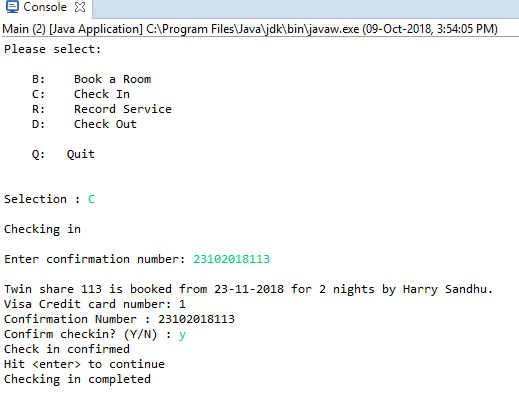 Console
Main (2) [Java Application] C:\Program Files\Java\jdk\bin\javaw.exe (09-Oct-2018, 3:54:05 PM)
Please select:
B: Book a Room
C: Check In
R: Record Service
D: Check Out
Q: Quit
Selection : C
Checking in
Enter confirmation number: 23102018113
Twin share 113 is booked from 23-11-2018 for 2 nights by Harry Sandhu.
Visa Credit card number: 1
Confirmation Number : 23102018113
Confirm checkin? (Y/N) : y
Check in confirmed
Hit <enter> to continue
Checking in completed